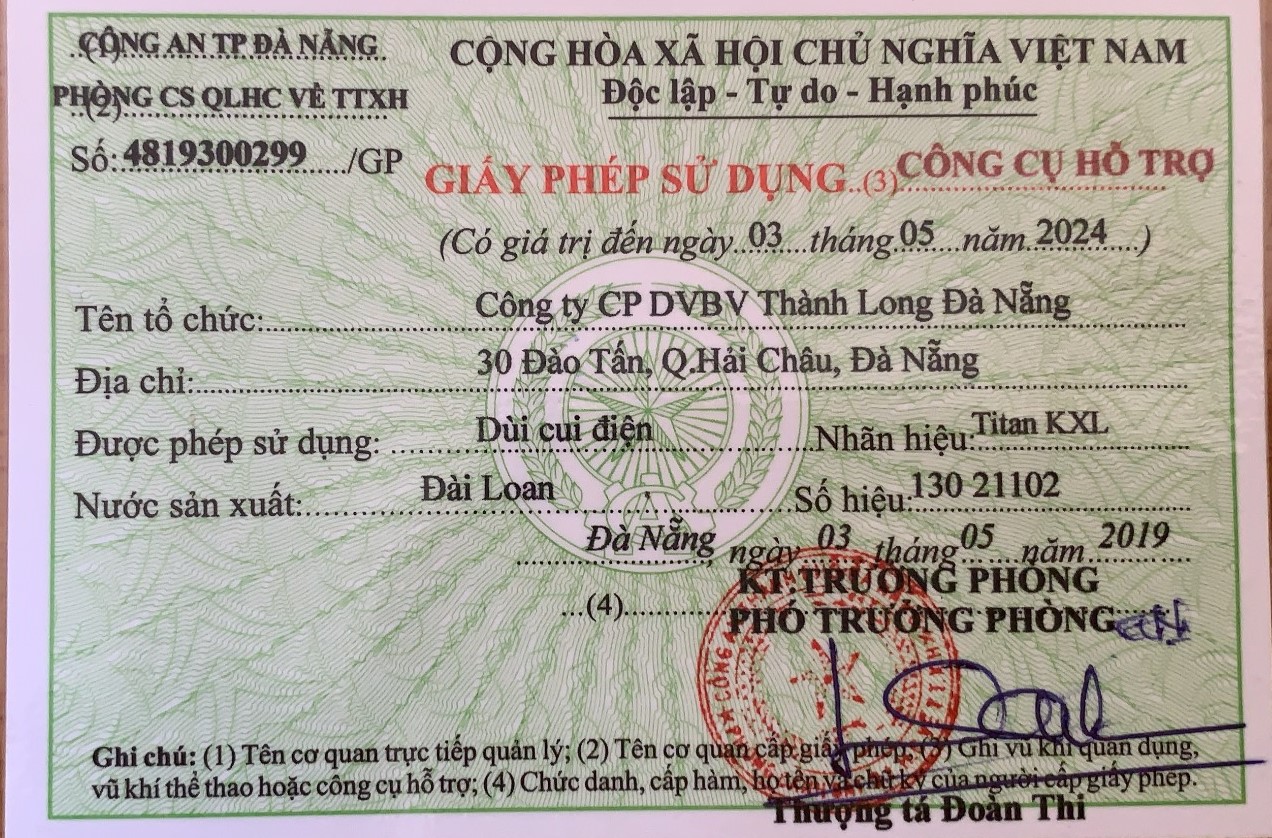 CÔNG AN TP ĐÀ NẴNG
(1)
CỘNG HÒA XÃ HỘI CHỦ NGHĨA VIỆT NAM
PHÒNG CS QLHC VỀ TTXH
(2)
Độc lập - Tự do - Hạnh phúc
Số: 4819300299...../GP
GIẤY PHÉP SỬ DỤNG..(3) CÔNG CỤ HỖ TRỢ
(Có giá trị đến ngày..03...tháng.05...năm.2024....)
Tên tổ chức: Công ty CP DVBV Thành Long Đà Nẵng
Địa chỉ: 30 Đào Tấn, Q.Hải Châu, Đà Nẵng
Được phép sử dụng: Dùi cui điện Nhãn hiệu: Titan KXL
Nước sản xuất: Đài Loan Số hiệu: 130 21102
Đà Nẵng, ngày 03 tháng 05 năm 2019
KT.TRƯỞNG PHÒNG
...(4) PHÓ TRƯỞNG PHÒNG
Ghi chú: (1) Tên cơ quan trực tiếp quản lý; (2) Tên cơ quan cấp giấy phép; (3) Ghi vũ khí quân dụng,
vũ khí thể thao hoặc công cụ hỗ trợ; (4) Chức danh, cấp hàm, họ tên và chữ ký của người cấp giấy phép.
Thượng tá Đoàn Thi